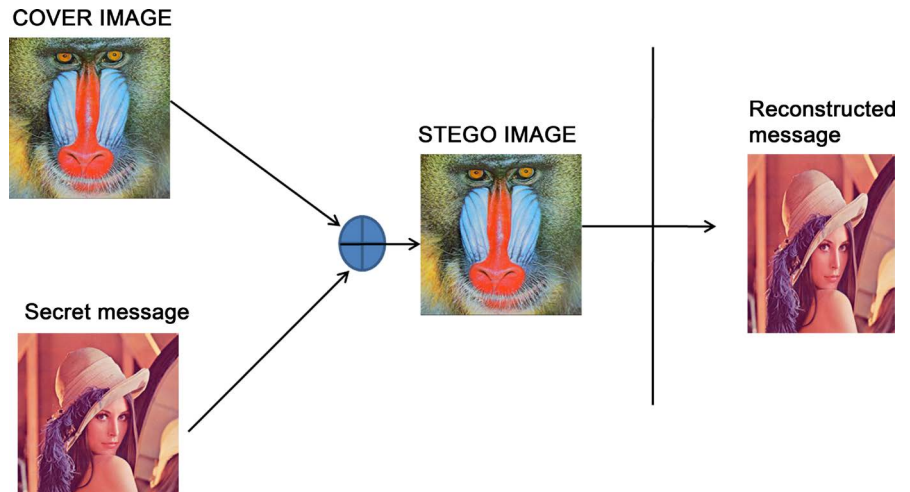 COVER IMAGE
STEGO IMAGE
Reconstructed
message
Secret message